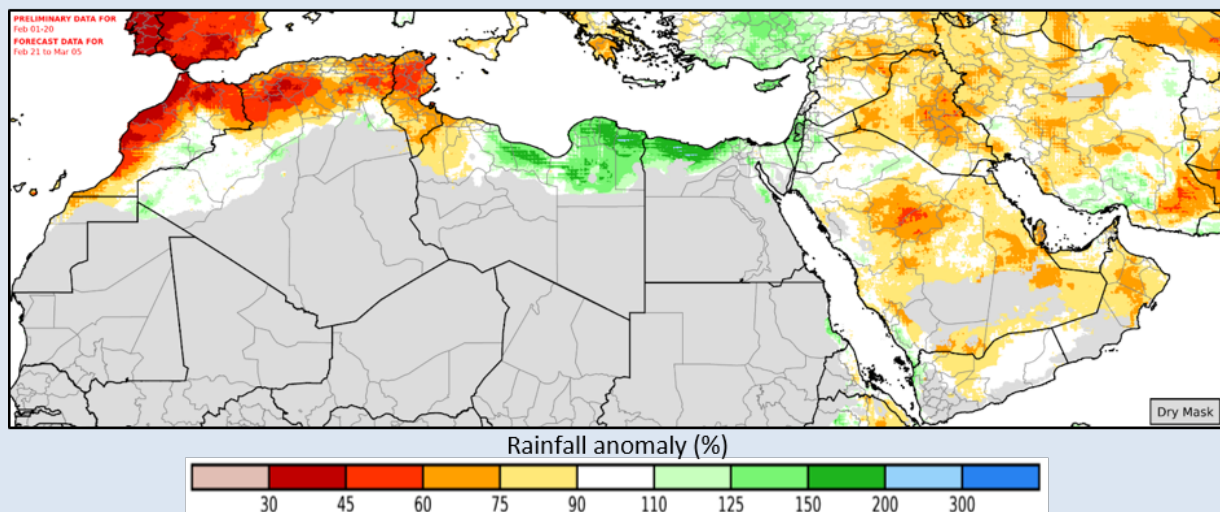 PRELIMINARY DATA FOR
Feb 01-20
FORECAST DATA FOR
Feb 21 to Mar 05
Dry Mask
Rainfall anomaly (%)
30 45 60 75 90 110 125 150 200 300